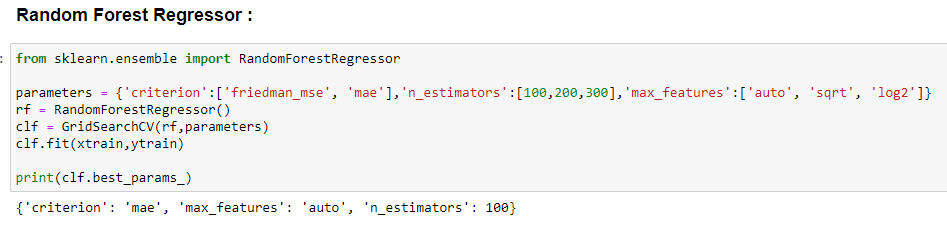 Random Forest Regressor :
:
from sklearn.ensemble import RandomForestRegressor
parameters = {'criterion':['friedman_mse', 'mae'],'n_estimators':[100,200,300],'max_features':['auto', 'sqrt', 'log2']}
rf = RandomForestRegressor()
clf = GridSearchCV(rf,parameters)
clf.fit(xtrain,ytrain)
print(clf.best_params_)
{'criterion': 'mae', 'max_features': 'auto', 'n_estimators': 100}